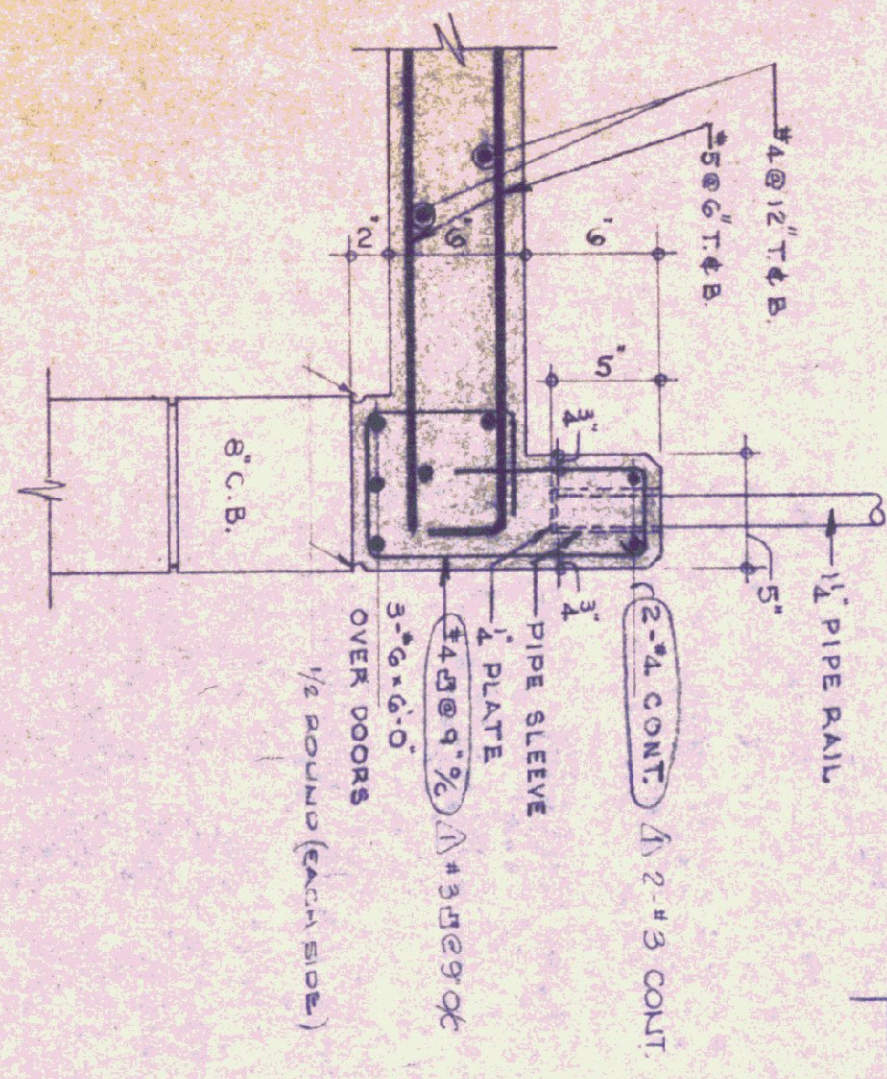 #4 @ 12" T. & B.
#5 @ 6" T. & B.
6"
6"
2"
5"
3/4"
3/4"
5"
1 1/4" PIPE RAIL
2-#4 CONT.
1 2-#3 CONT.
PIPE SLEEVE
1/4" PLATE
#4 @ 9" o/c
1 #3 @ 9" o/c
3-#6 x 6'-0"
OVER DOORS
1/2 ROUND (EACH SIDE)
8" C.B.